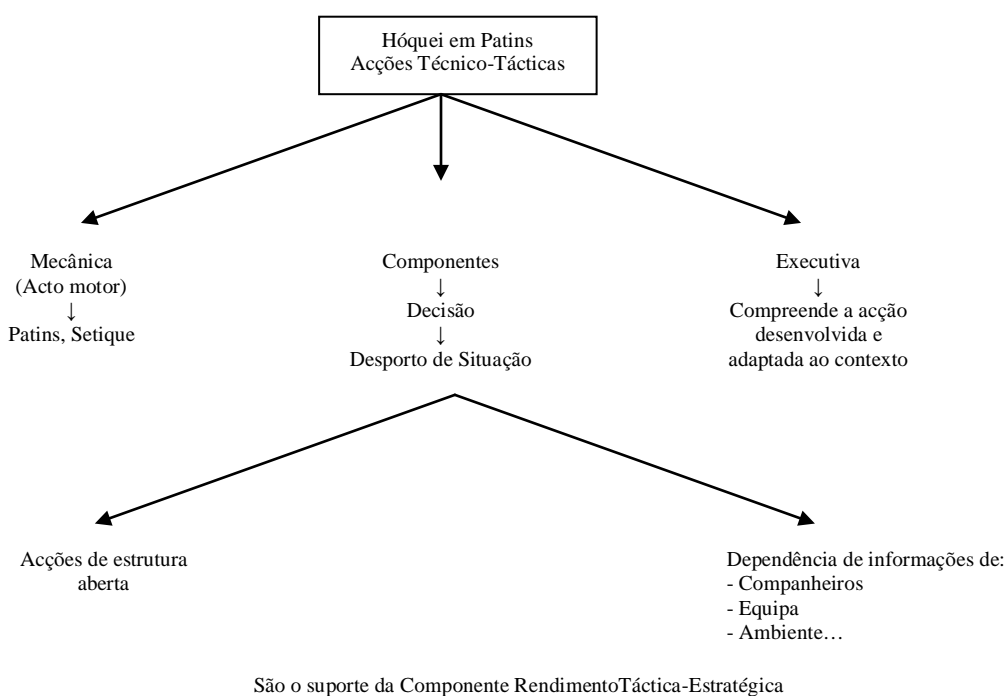 Hóquei em Patins
Acções Técnico-Tácticas
Mecânica
(Acto motor)
↓
Patins, Setique
Componentes
↓
Decisão
↓
Desporto de Situação
Executiva
↓
Compreende a acção
desenvolvida e
adaptada ao contexto
Acções de estrutura
aberta
Dependência de informações de:
- Companheiros
- Equipa
- Ambiente…
São o suporte da Componente RendimentoTáctica-Estratégica